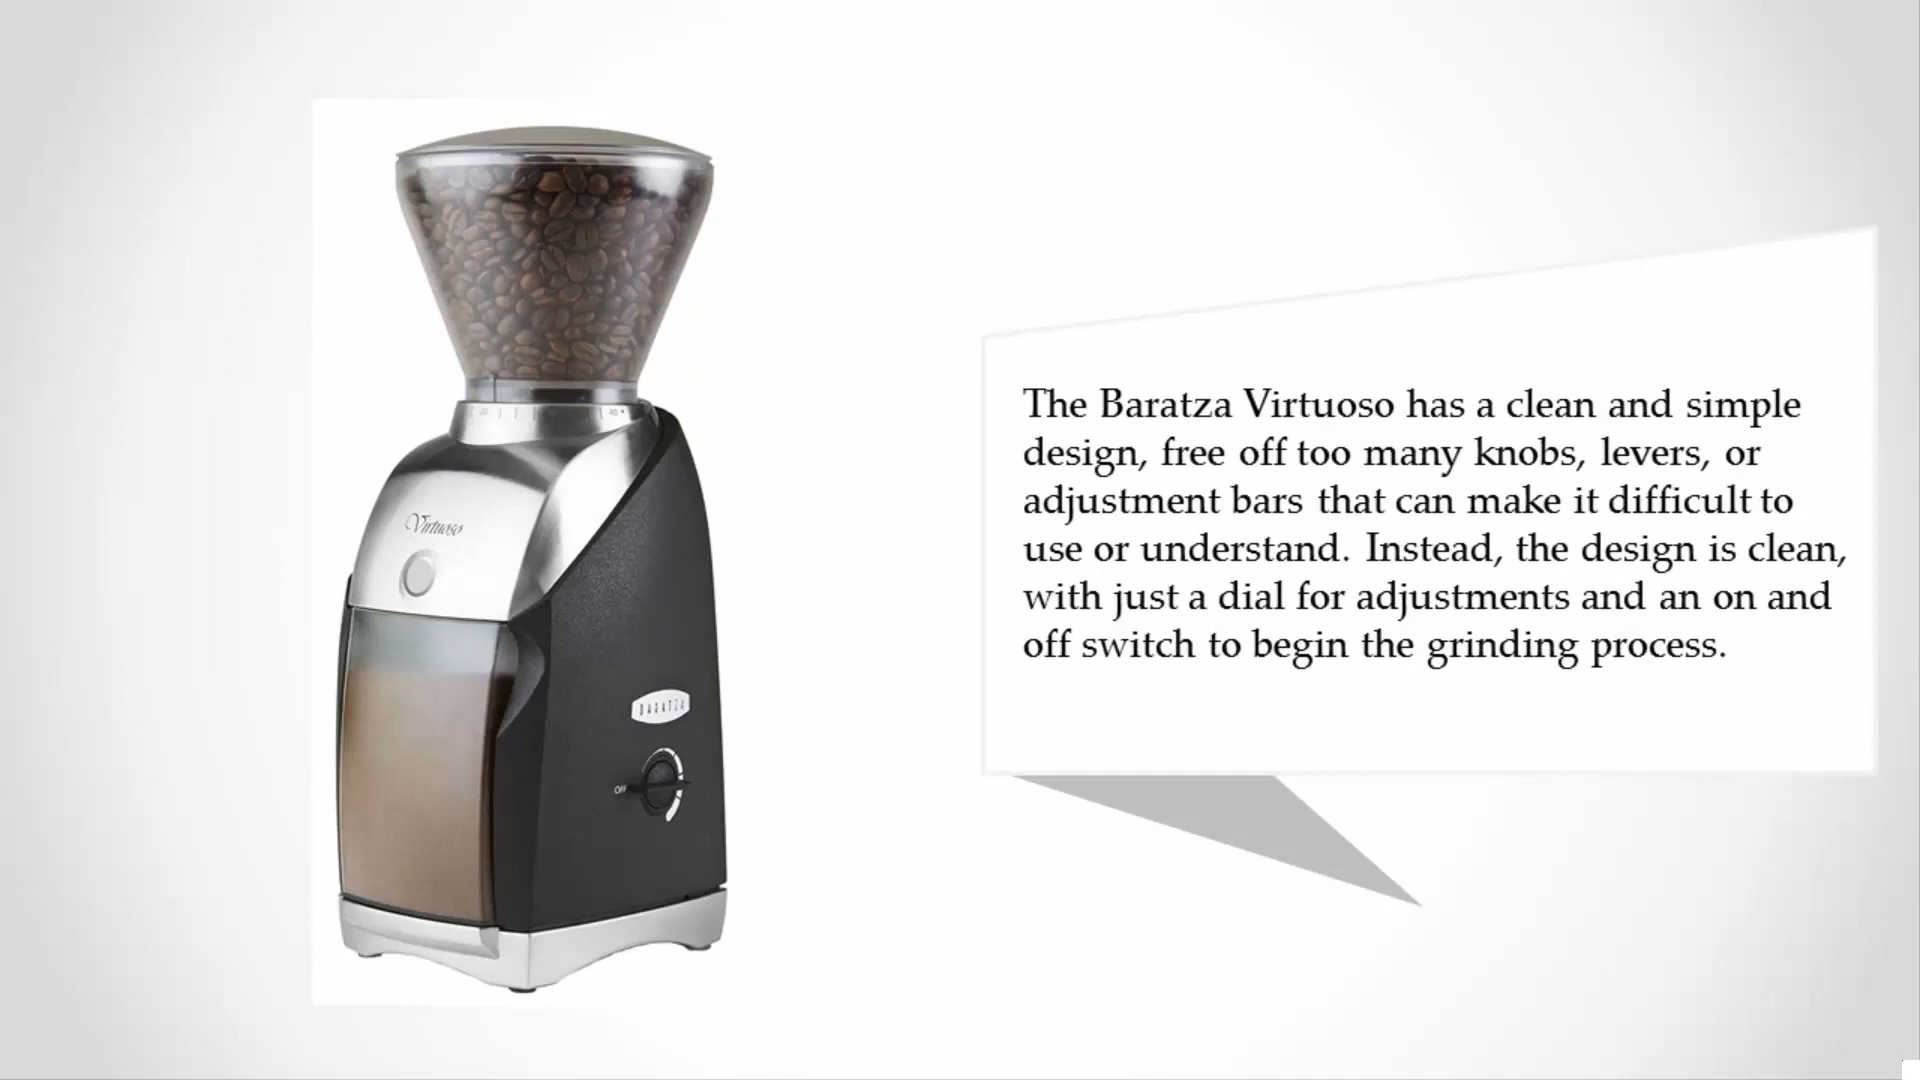 Virtuoso
BARATZA
OFF
The Baratza Virtuoso has a clean and simple
design, free off too many knobs, levers, or
adjustment bars that can make it difficult to
use or understand. Instead, the design is clean,
with just a dial for adjustments and an on and
off switch to begin the grinding process.